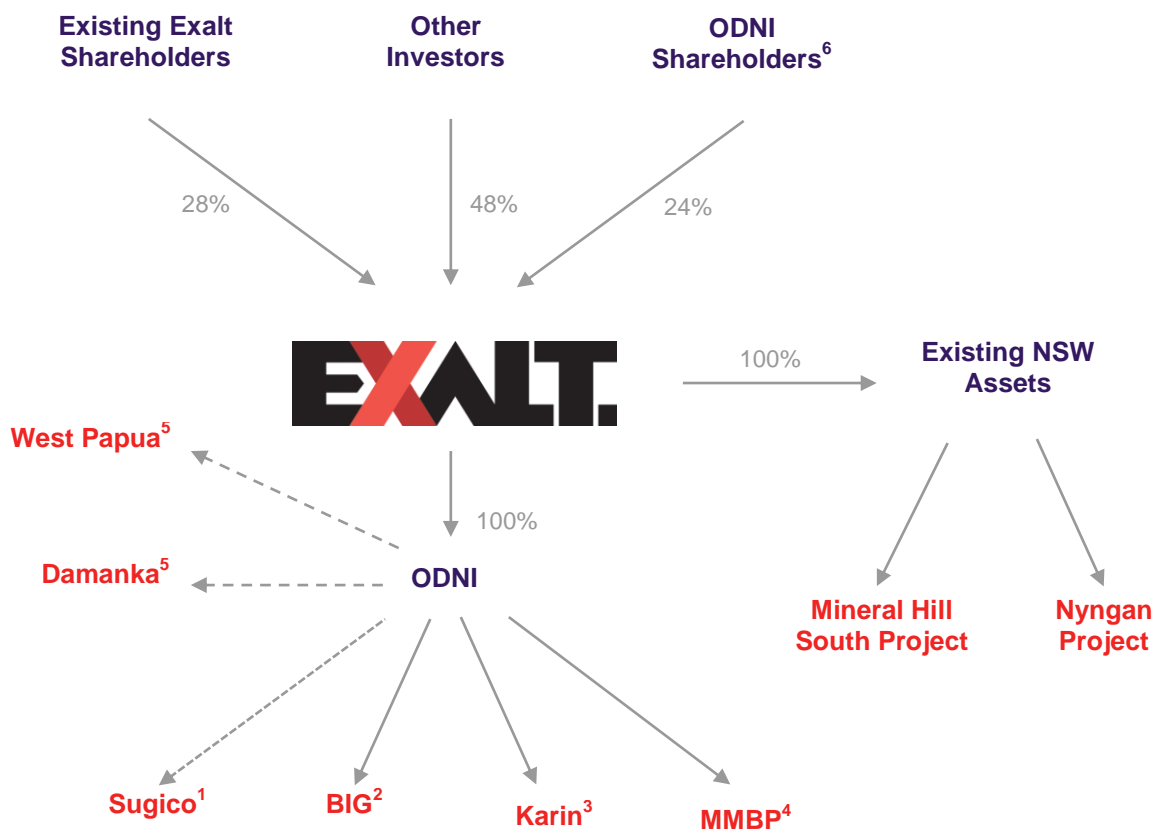 Existing Exalt
Shareholders
Other
Investors
ODNI
Shareholders⁶
28%
48%
24%
EXALT.
100%
Existing NSW
Assets
West Papua⁵
100%
Damanka⁵
ODNI
Mineral Hill
South Project
Nyngan
Project
Sugico¹
BIG²
Karin³
MMBP⁴